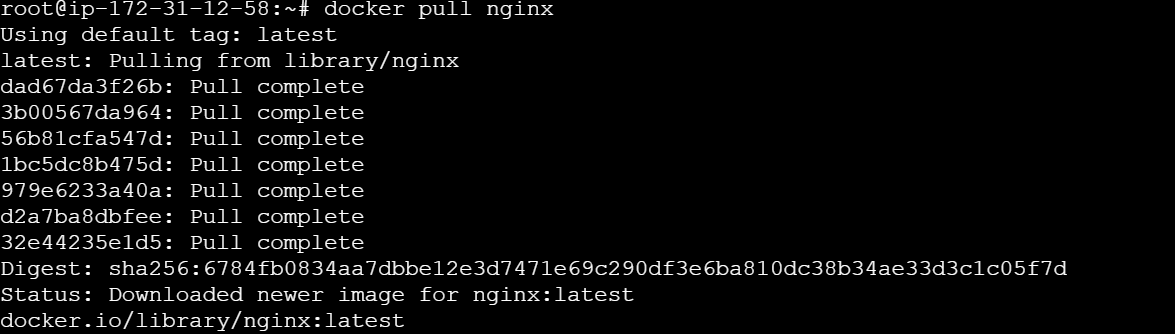 root@ip-172-31-12-58:~# docker pull nginx
Using default tag: latest
latest: Pulling from library/nginx
dad67da3f26b: Pull complete
3b00567da964: Pull complete
56b81cfa547d: Pull complete
1bc5dc8b475d: Pull complete
979e6233a40a: Pull complete
d2a7ba8dbfee: Pull complete
32e44235e1d5: Pull complete
Digest: sha256:6784fb0834aa7dbbe12e3d7471e69c290df3e6ba810dc38b34ae33d3c1c05f7d
Status: Downloaded newer image for nginx:latest
docker.io/library/nginx:latest